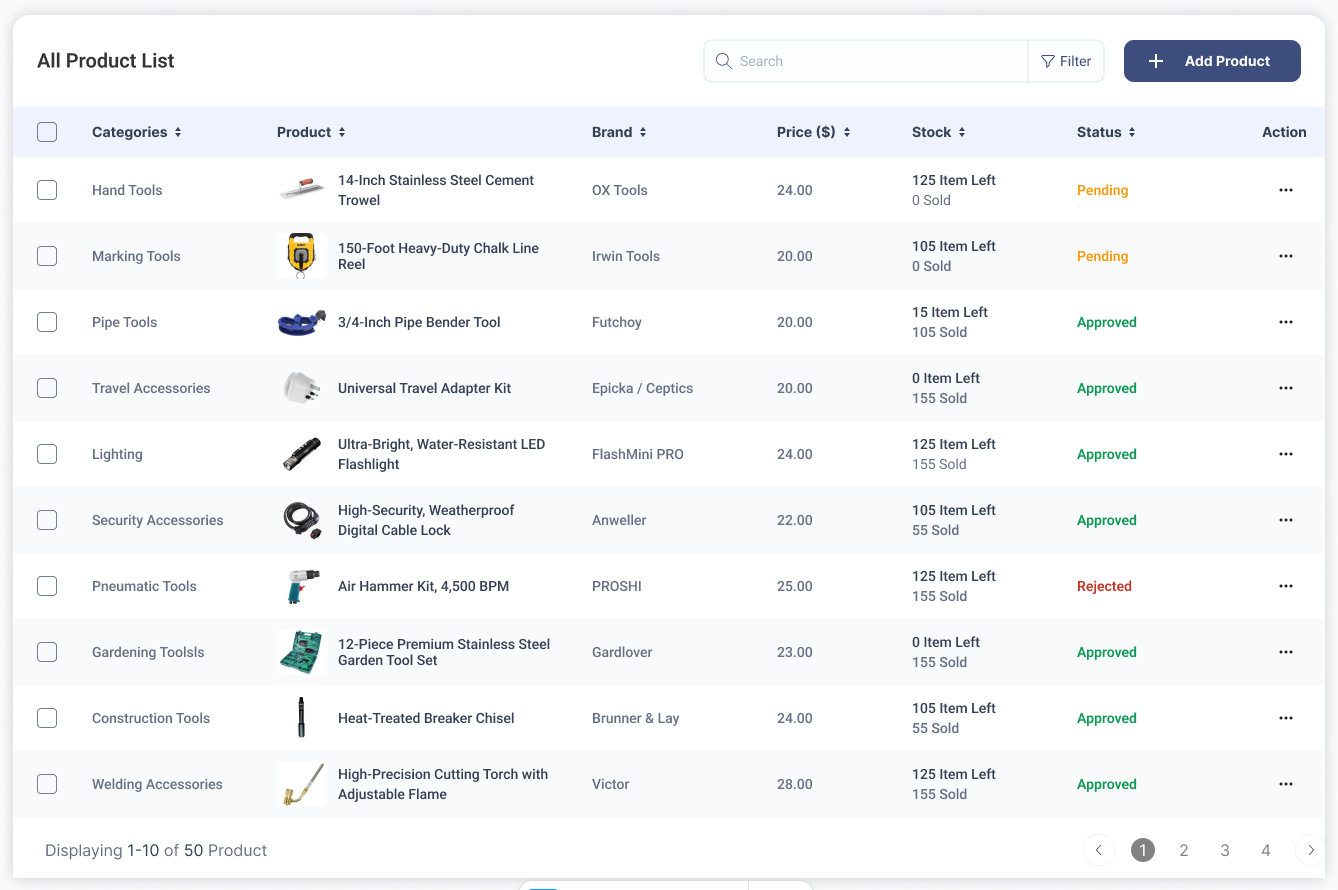 All Product List
Search
Filter
Add Product
Categories Product Brand Price ($) Stock Status Action
Hand Tools
14-Inch Stainless Steel Cement
Trowel
OX Tools
24.00
125 Item Left
0 Sold
Pending
Marking Tools
150-Foot Heavy-Duty Chalk Line
Reel
Irwin Tools
20.00
105 Item Left
0 Sold
Pending
Pipe Tools
3/4-Inch Pipe Bender Tool
Futchoy
20.00
15 Item Left
105 Sold
Approved
Travel Accessories
Universal Travel Adapter Kit
Epicka / Ceptics
20.00
0 Item Left
155 Sold
Approved
Lighting
Ultra-Bright, Water-Resistant LED
Flashlight
FlashMini PRO
24.00
125 Item Left
155 Sold
Approved
Security Accessories
High-Security, Weatherproof
Digital Cable Lock
Anweller
22.00
105 Item Left
55 Sold
Approved
Pneumatic Tools
Air Hammer Kit, 4,500 BPM
PROSHI
25.00
125 Item Left
155 Sold
Rejected
Gardening Toolsls
12-Piece Premium Stainless Steel
Garden Tool Set
Gardlover
23.00
0 Item Left
155 Sold
Approved
Construction Tools
Heat-Treated Breaker Chisel
Brunner & Lay
24.00
105 Item Left
55 Sold
Approved
Welding Accessories
High-Precision Cutting Torch with
Adjustable Flame
Victor
28.00
125 Item Left
155 Sold
Approved
Displaying 1-10 of 50 Product
1 2 3 4